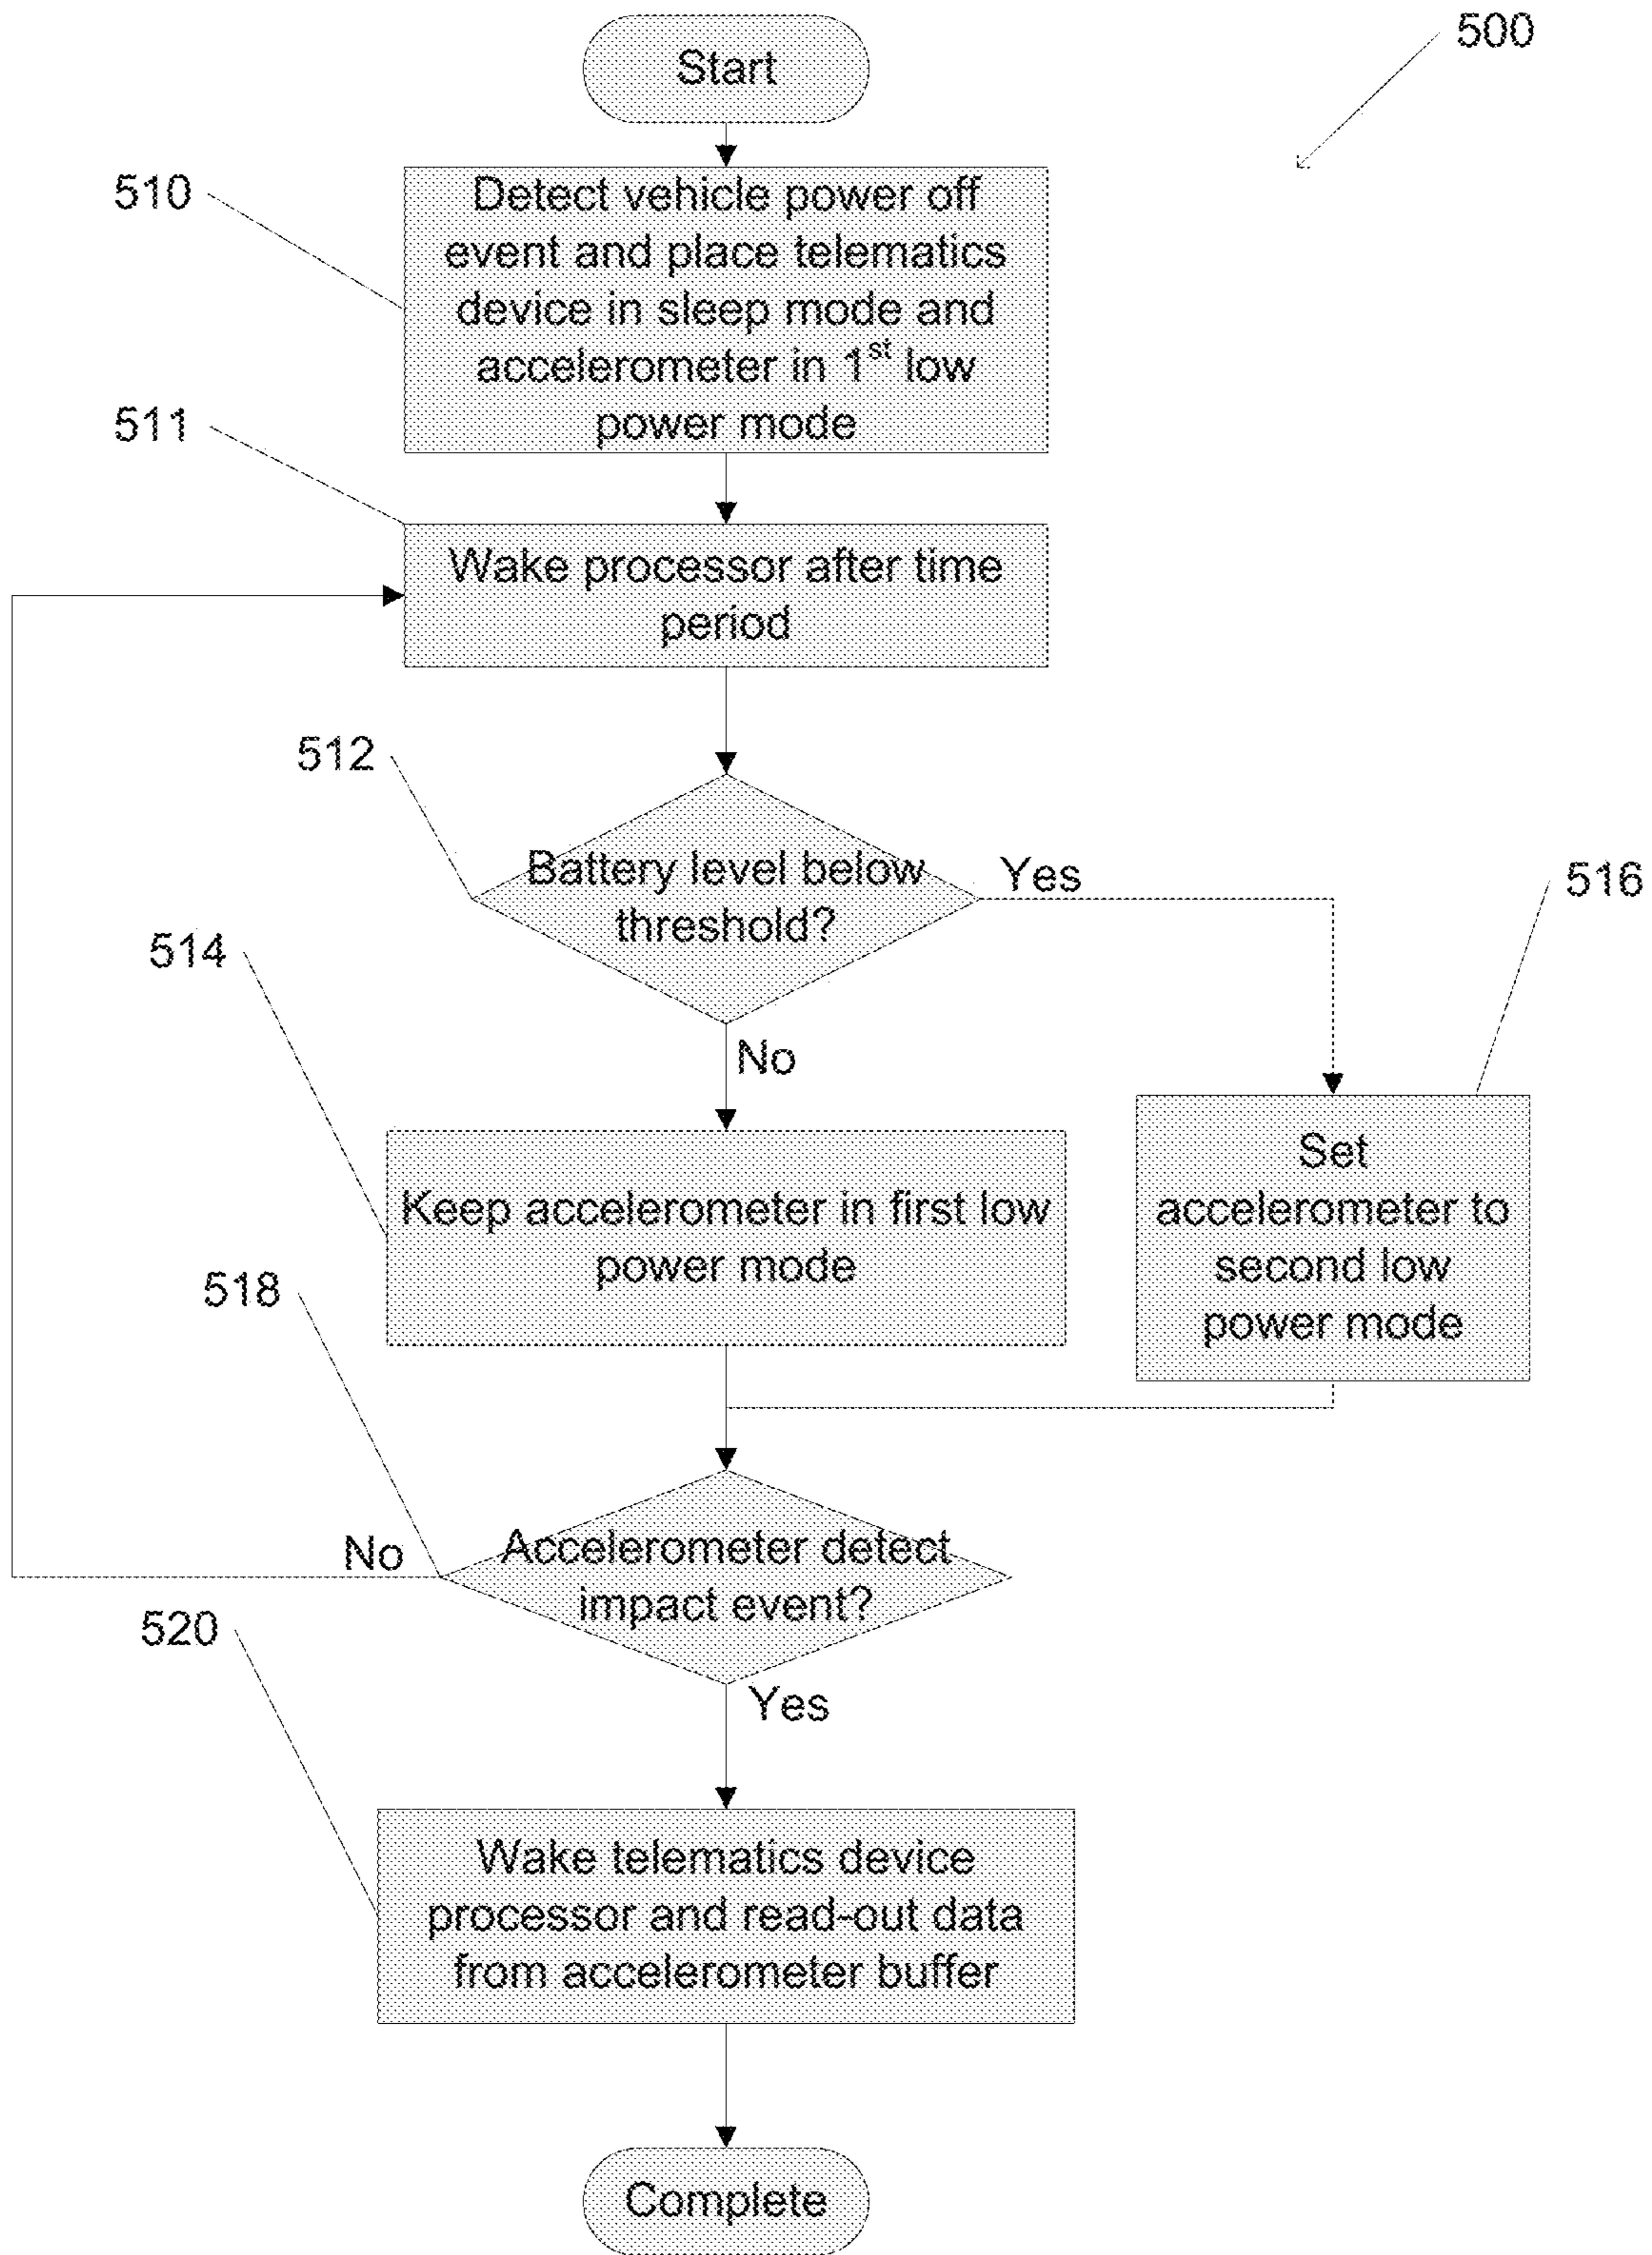 500
Start
510
Detect vehicle power off
event and place telematics
device in sleep mode and
accelerometer in 1st low
power mode
511
Wake processor after time
period
512
Battery level below
threshold?
Yes
516
514
No
Keep accelerometer in first low
power mode
Set
accelerometer to
second low
power mode
518
Accelerometer detect
impact event?
No
520
Yes
Wake telematics device
processor and read-out data
from accelerometer buffer
Complete